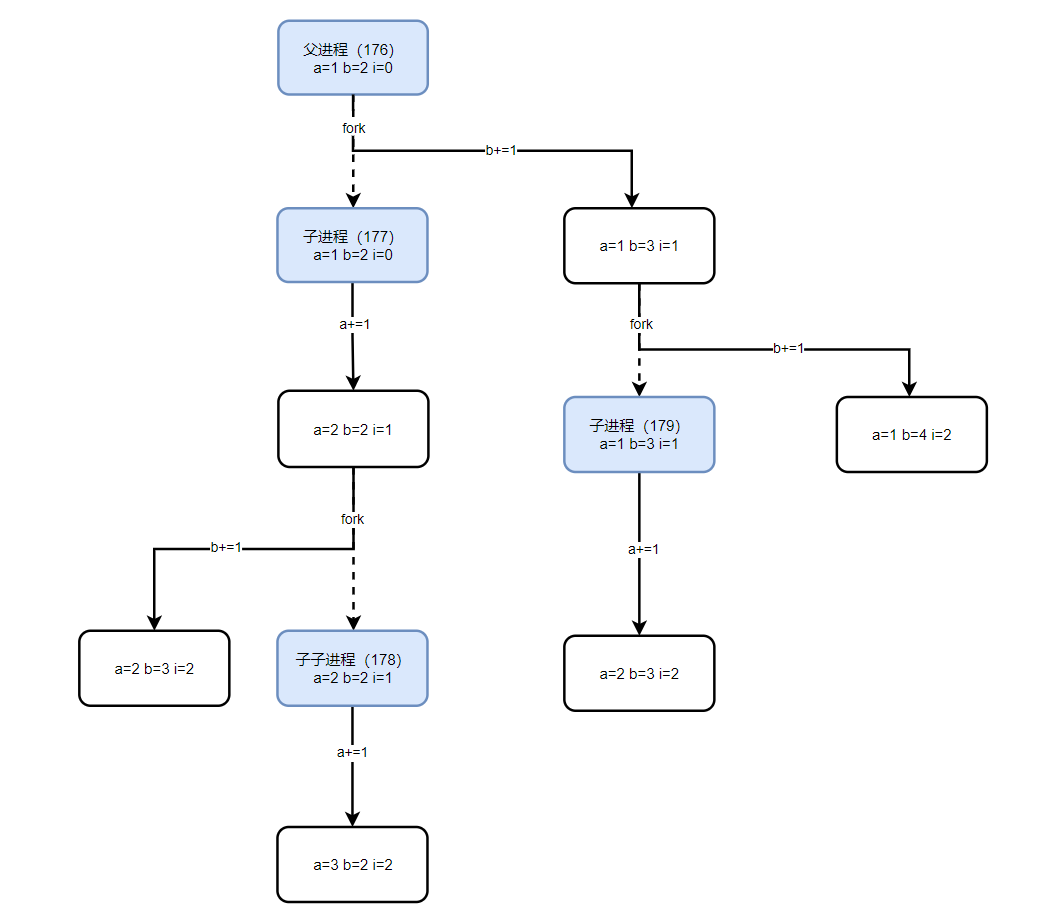 父进程（176）
a=1 b=2 i=0
fork
b+=1
子进程（177）
a=1 b=2 i=0
a=1 b=3 i=1
a+=1
fork
b+=1
a=2 b=2 i=1
子进程（179）
a=1 b=3 i=1
a=1 b=4 i=2
fork
b+=1
a+=1
a=2 b=3 i=2
子子进程（178）
a=2 b=2 i=1
a=2 b=3 i=2
a+=1
a=3 b=2 i=2